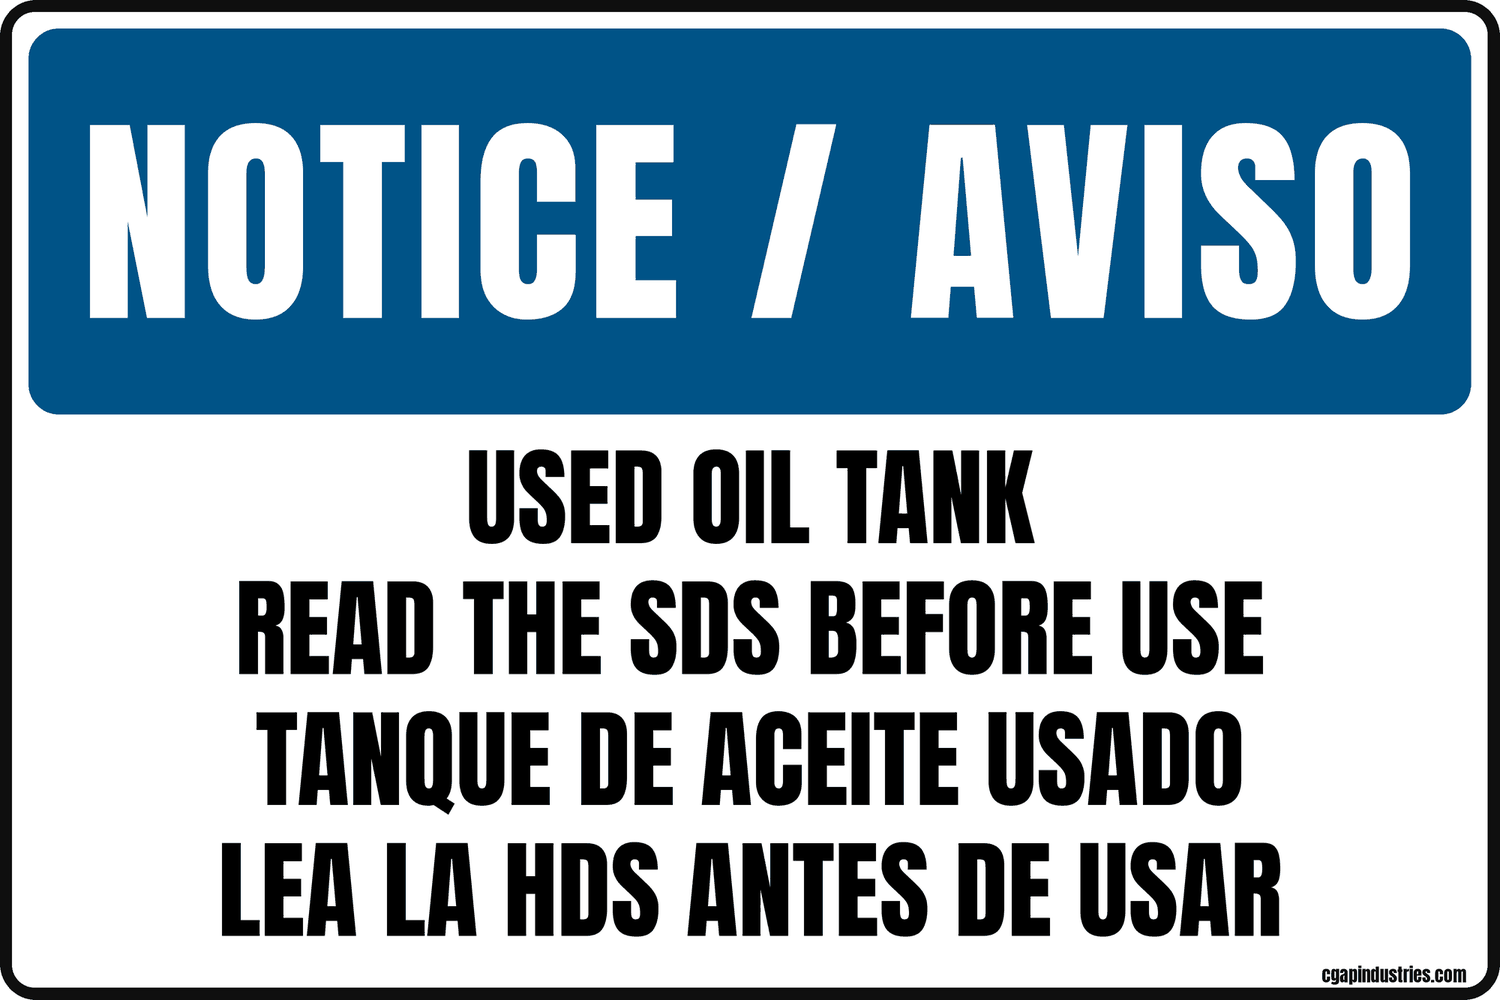 NOTICE / AVISO
USED OIL TANK
READ THE SDS BEFORE USE
TANQUE DE ACEITE USADO
LEA LA HDS ANTES DE USAR
cgapindustries.com